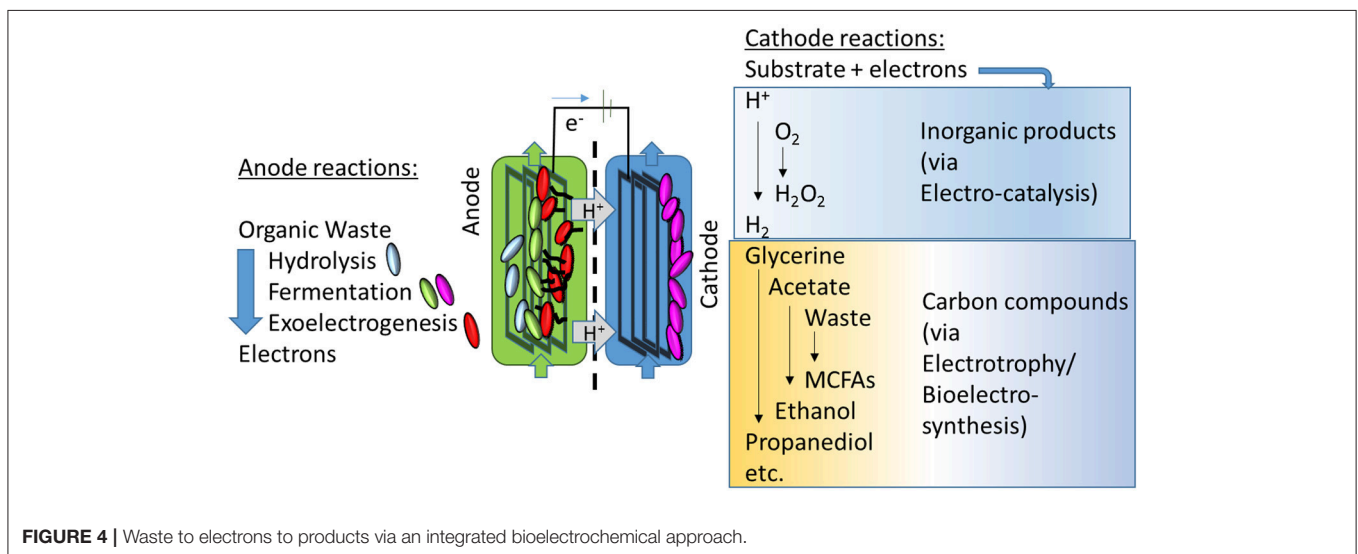 Anode reactions:
Organic Waste
Hydrolysis
Fermentation
Exoelectrogenesis
Electrons
Anode
e-
H+
H+
Cathode
Cathode reactions:
Substrate + electrons
H+
O2
H2O2
H2
Inorganic products
(via
Electro-catalysis)
Glycerine
Acetate
Waste
MCFAs
Ethanol
Propanediol
etc.
Carbon compounds
(via
Electrotrophy/
Bioelectro-
synthesis)
FIGURE 4 | Waste to electrons to products via an integrated bioelectrochemical approach.